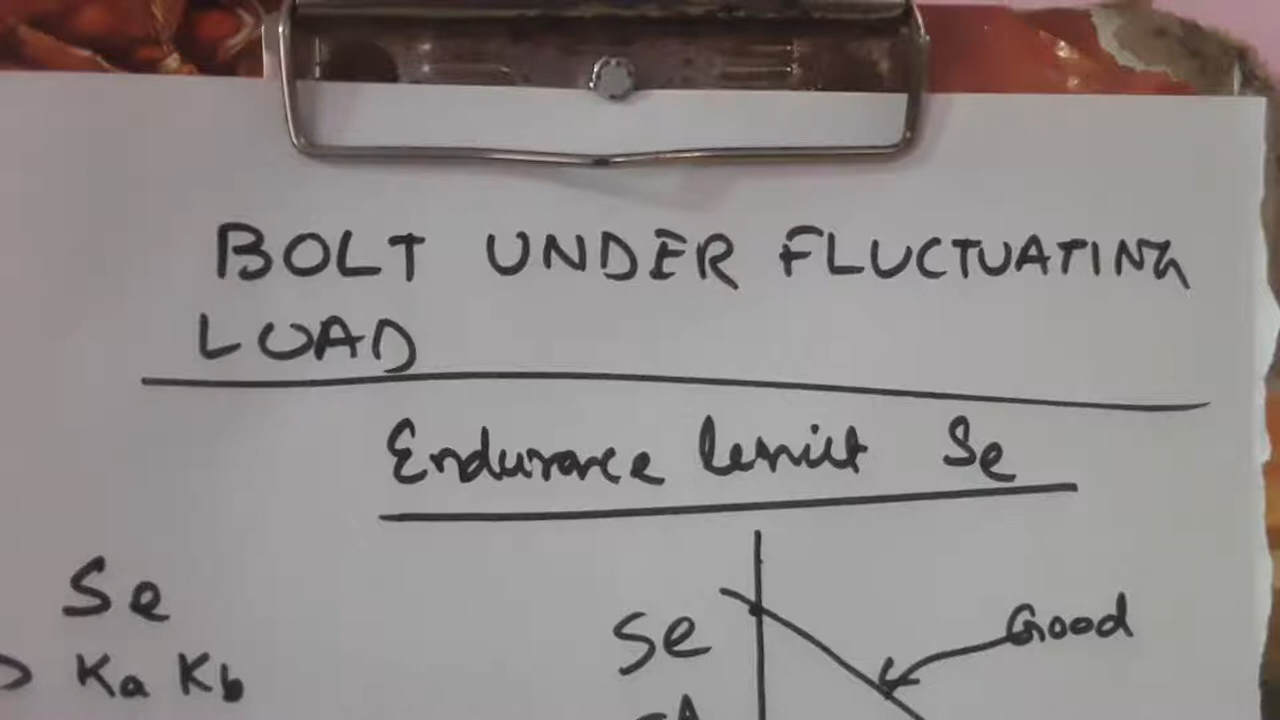 BOLT UNDER FLUCTUATING
LOAD
Endurance limit Se
Se
Ka Kb
Se
Good